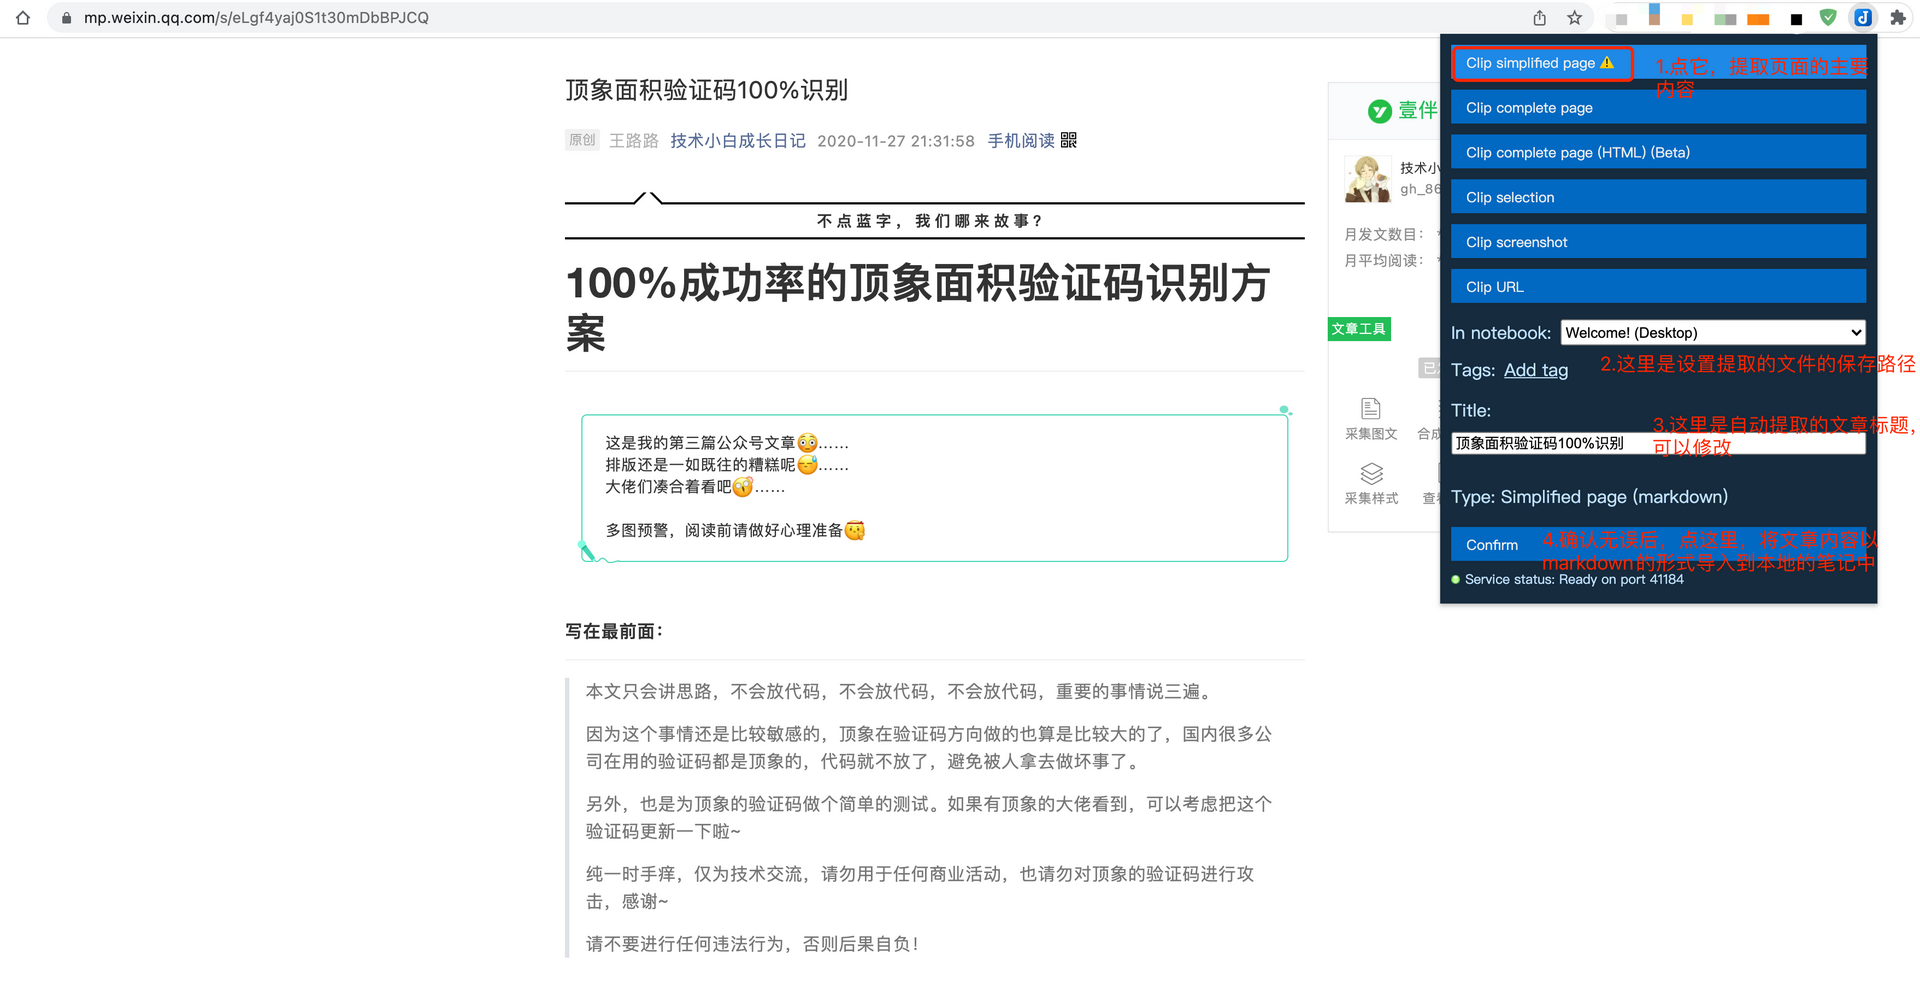 mp.weixin.qq.com/s/eLgf4yaj0S1t30mDbBPJCQ
顶象面积验证码100%识别
原创 王路路 技术小白成长日记 2020-11-27 21:31:58 手机阅读
不点蓝字，我们哪来故事？
100%成功率的顶象面积验证码识别方
案
这是我的第三篇公众号文章😳……
排版还是一如既往的糟糕呢😅……
大佬们凑合着看吧……
多图预警，阅读前请做好心理准备
写在最前面：
本文只会讲思路，不会放代码，不会放代码，不会放代码，重要的事情说三遍。
因为这个事情还是比较敏感的，顶象在验证码方向做的也算是比较大的了，国内很多公
司在用的验证码都是顶象的，代码就不放了，避免被人拿去做坏事了。
另外，也是为顶象的验证码做个简单的测试。如果有顶象的大佬看到，可以考虑把这个
验证码更新一下啦~
纯一时手痒，仅为技术交流，请勿用于任何商业活动，也请勿对顶象的验证码进行攻
击，感谢~
请不要进行任何违法行为，否则后果自负！
壹伴
技术小
gh_86
月发文数目：
月平均阅读：
文章工具
已
采集图文 合成
采集样式 查
Clip simplified page ⚠
1.点它，提取页面的主要
内容
Clip complete page
Clip complete page (HTML) (Beta)
Clip selection
Clip screenshot
Clip URL
In notebook: Welcome! (Desktop)
Tags: Add tag
2.这里是设置提取的文件的保存路径
Title:
3.这里是自动提取的文章标题，
可以修改
顶象面积验证码100%识别
Type: Simplified page (markdown)
Confirm
4.确认无误后，点这里，将文章内容以
markdown的形式导入到本地的笔记中
Service status: Ready on port 41184